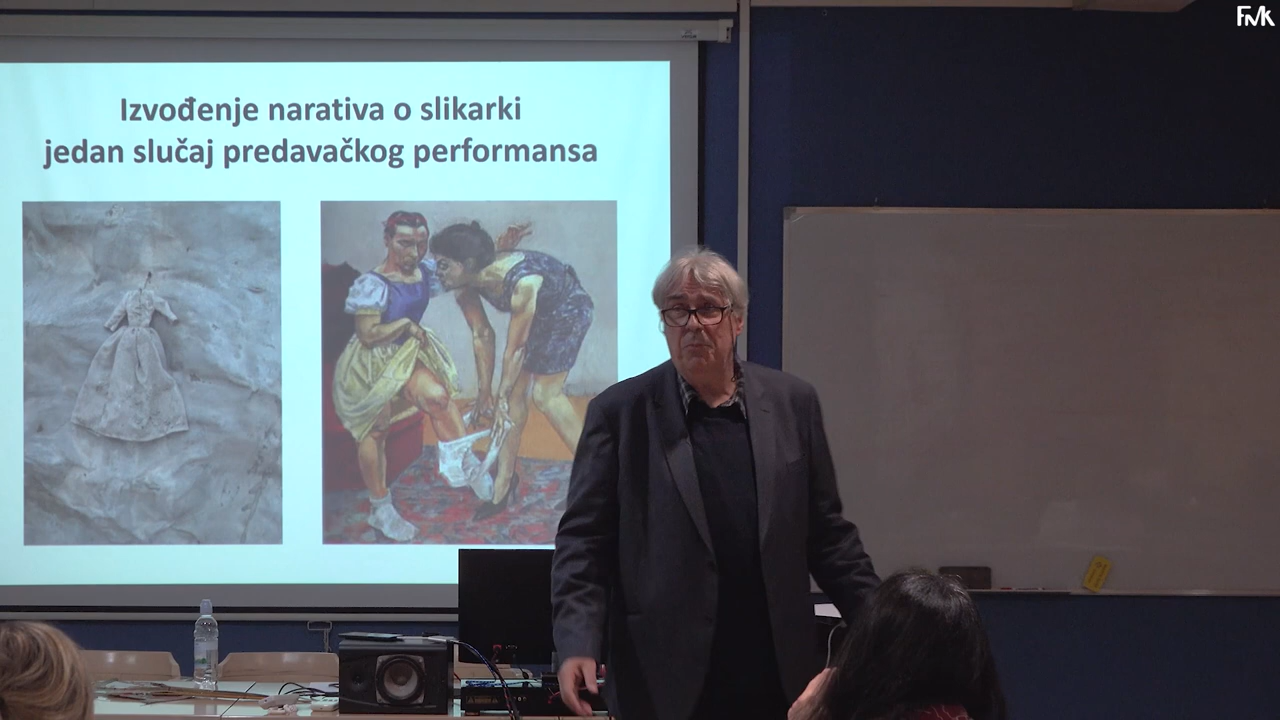 FMK
Izvođenje narativa o slikarki
jedan slučaj predavačkog performansa